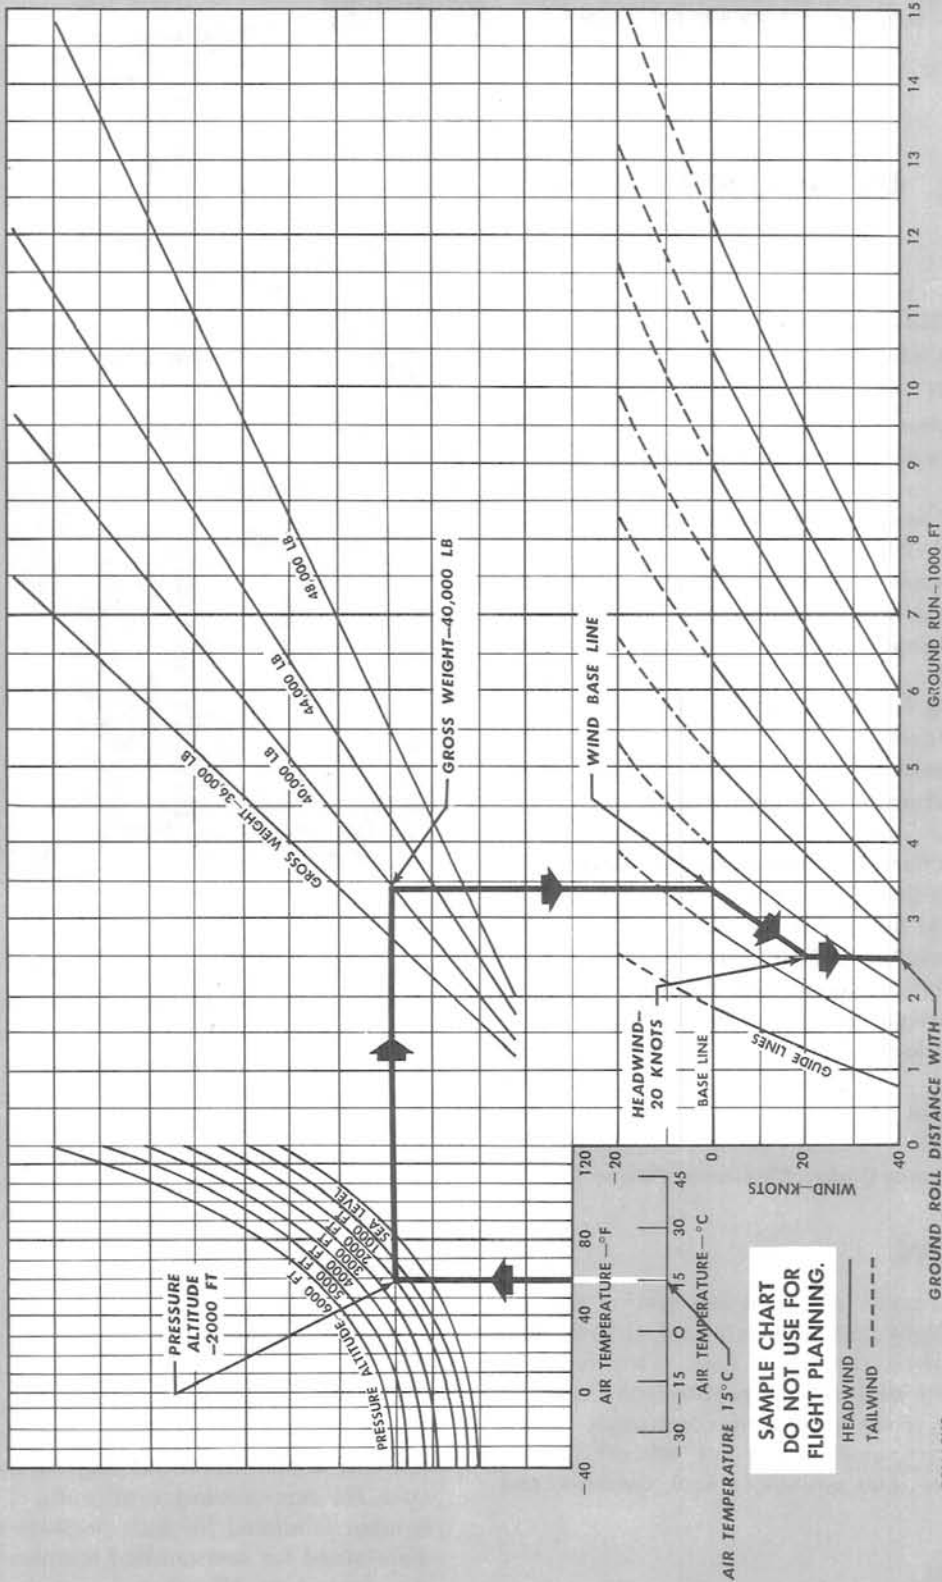 PRESSURE
ALTITUDE
-2000 FT
PRESSURE ALTITUDE-6000 FT
5000 FT
4000 FT
3000 FT
2000 FT
1000 FT
SEA LEVEL
GROSS WEIGHT-36,000 LB
40,000 LB
44,000 LB
48,000 LB
GROSS WEIGHT-40,000 LB
WIND BASE LINE
HEADWIND-
20 KNOTS
BASE LINE
GUIDE LINES
-40 0 40 80 120
AIR TEMPERATURE -°F
-30 -15 0 15 30 45
AIR TEMPERATURE-°C
AIR TEMPERATURE 15°C
-20
0
20
40
WIND-KNOTS
0 1 2 3 4 5 6 7 8 9 10 11 12 13 14 15
GROUND RUN-1000 FT
SAMPLE CHART
DO NOT USE FOR
FLIGHT PLANNING.
HEADWIND
TAILWIND
GROUND ROLL DISTANCE WITH